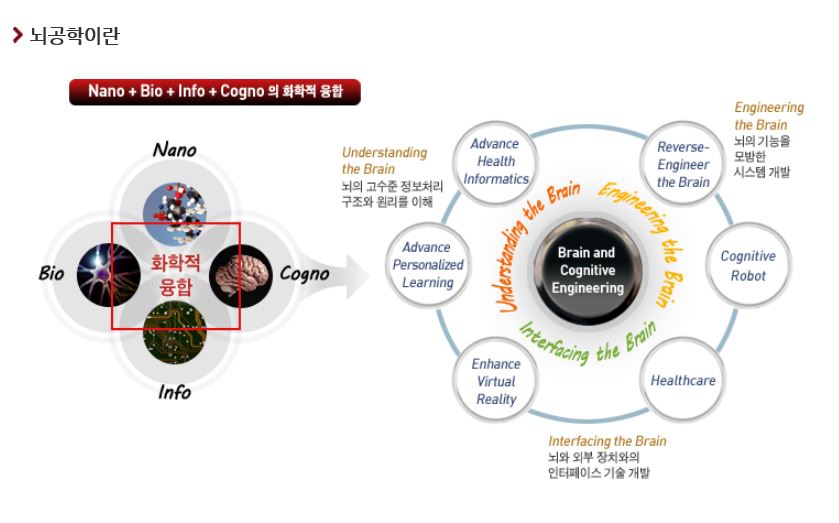 뇌공학이란
Nano + Bio + Info + Cogno 의 화학적 융합
Nano
Bio
화학적
융합
Cogno
Info
Understanding
the Brain
뇌의 고수준 정보처리
구조와 원리를 이해
Engineering
the Brain
뇌의 기능을
모방한
시스템 개발
Advance
Health
Informatics
Reverse-
Engineer
the Brain
Advance
Personalized
Learning
Cognitive
Robot
Enhance
Virtual
Reality
Healthcare
Understanding the Brain
Engineering the Brain
Interfacing the Brain
Brain and
Cognitive
Engineering
Interfacing the Brain
뇌와 외부 장치와의
인터페이스 기술 개발